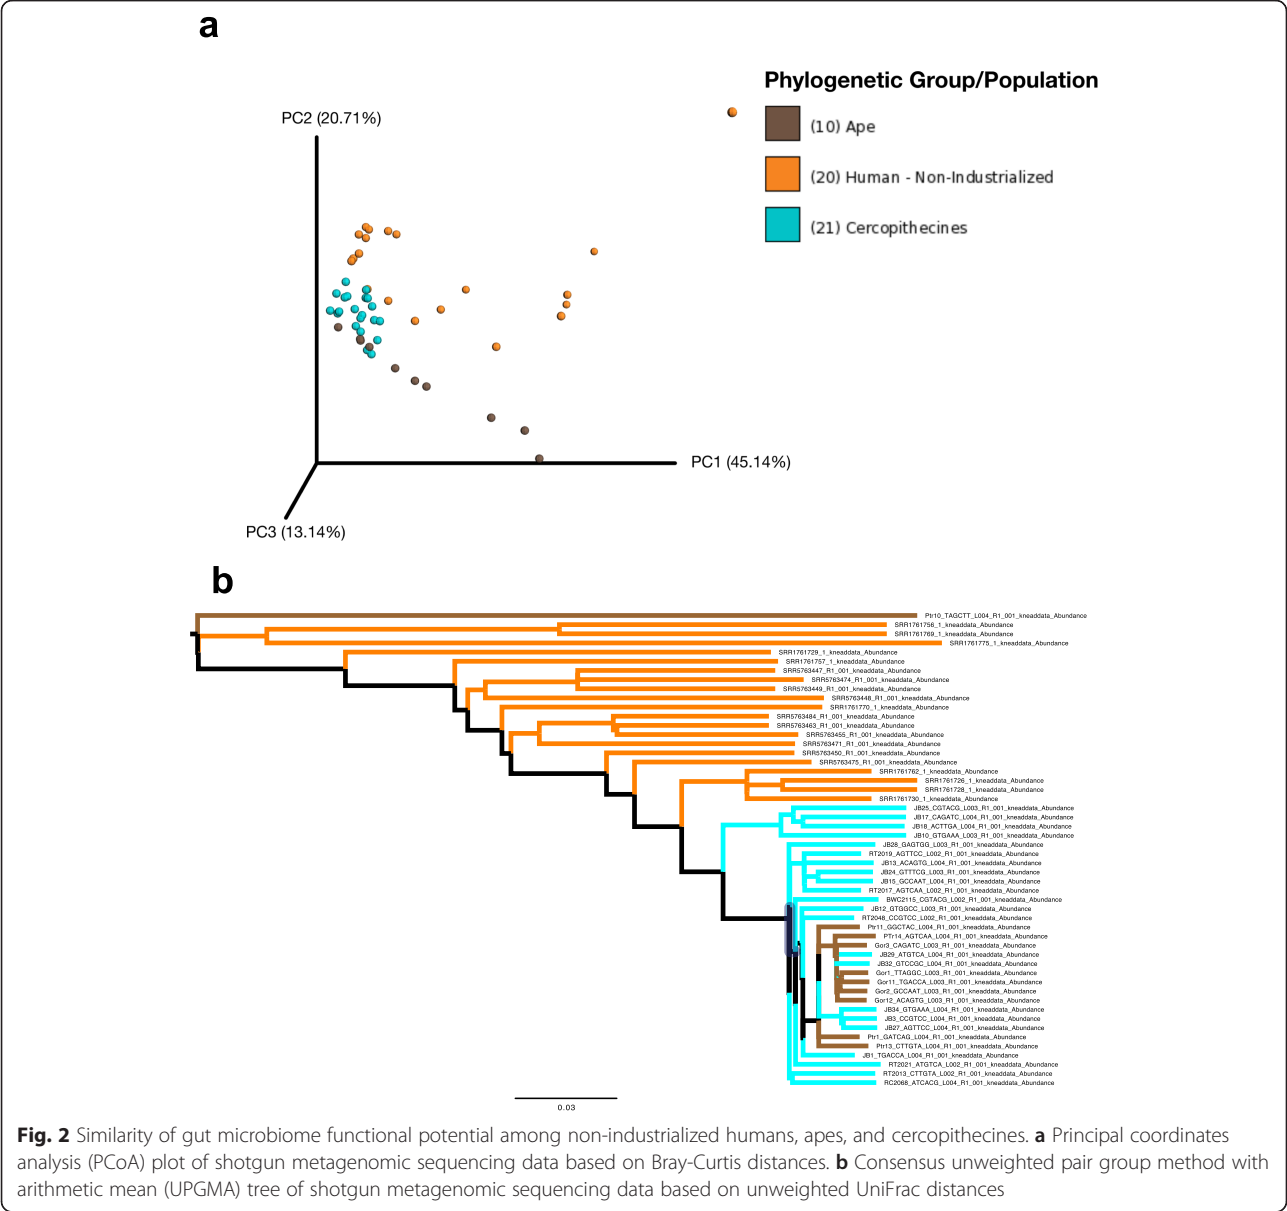 a
Phylogenetic Group/Population
(10) Ape
(20) Human - Non-Industrialized
(21) Cercopithecines
PC2 (20.71%)
PC1 (45.14%)
PC3 (13.14%)
b
Ptr10_TAGCTT_L004_R1_001_kneaddata_Abundance
SRR1761756_1_kneaddata_Abundance
SRR1761769_1_kneaddata_Abundance
SRR1761775_1_kneaddata_Abundance
SRR1761729_1_kneaddata_Abundance
SRR1761757_1_kneaddata_Abundance
SRR5763447_R1_001_kneaddata_Abundance
SRR5763474_R1_001_kneaddata_Abundance
SRR5763449_R1_001_kneaddata_Abundance
SRR5763448_R1_001_kneaddata_Abundance
SRR1761770_1_kneaddata_Abundance
SRR5763484_R1_001_kneaddata_Abundance
SRR5763463_R1_001_kneaddata_Abundance
SRR5763455_R1_001_kneaddata_Abundance
SRR5763471_R1_001_kneaddata_Abundance
SRR5763450_R1_001_kneaddata_Abundance
SRR5763475_R1_001_kneaddata_Abundance
SRR1761762_1_kneaddata_Abundance
SRR1761726_1_kneaddata_Abundance
SRR1761728_1_kneaddata_Abundance
SRR1761730_1_kneaddata_Abundance
JB25_CGTACG_L003_R1_001_kneaddata_Abundance
JB17_CAGATC_L004_R1_001_kneaddata_Abundance
JB18_ACTTGA_L004_R1_001_kneaddata_Abundance
JB10_GTGAAA_L003_R1_001_kneaddata_Abundance
JB28_GAGTGG_L003_R1_001_kneaddata_Abundance
RT2019_AGTTCC_L002_R1_001_kneaddata_Abundance
JB13_ACAGTG_L004_R1_001_kneaddata_Abundance
JB24_GTTTCG_L003_R1_001_kneaddata_Abundance
JB15_GCCAAT_L004_R1_001_kneaddata_Abundance
RT2017_AGTCAA_L002_R1_001_kneaddata_Abundance
BWC2115_CGTACG_L002_R1_001_kneaddata_Abundance
JB12_GTGGCC_L003_R1_001_kneaddata_Abundance
RT2048_CCGTCC_L002_R1_001_kneaddata_Abundance
Ptr11_GGCTAC_L004_R1_001_kneaddata_Abundance
PTr14_AGTCAA_L004_R1_001_kneaddata_Abundance
Gor3_CAGATC_L003_R1_001_kneaddata_Abundance
JB29_ATGTCA_L004_R1_001_kneaddata_Abundance
JB32_GTCCGC_L004_R1_001_kneaddata_Abundance
Gor1_TTAGGC_L003_R1_001_kneaddata_Abundance
Gor11_TGACCA_L003_R1_001_kneaddata_Abundance
Gor2_GCCAAT_L003_R1_001_kneaddata_Abundance
Gor12_ACAGTG_L003_R1_001_kneaddata_Abundance
JB34_GTGAAA_L004_R1_001_kneaddata_Abundance
JB3_CCGTCC_L004_R1_001_kneaddata_Abundance
JB27_AGTTCC_L004_R1_001_kneaddata_Abundance
Ptr1_GATCAG_L004_R1_001_kneaddata_Abundance
Ptr13_CTTGTA_L004_R1_001_kneaddata_Abundance
JB1_TGACCA_L004_R1_001_kneaddata_Abundance
RT2021_ATGTCA_L002_R1_001_kneaddata_Abundance
RT2013_CTTGTA_L002_R1_001_kneaddata_Abundance
RC2068_ATCACG_L004_R1_001_kneaddata_Abundance
0.03
Fig. 2 Similarity of gut microbiome functional potential among non-industrialized humans, apes, and cercopithecines. a Principal coordinates
analysis (PCoA) plot of shotgun metagenomic sequencing data based on Bray-Curtis distances. b Consensus unweighted pair group method with
arithmetic mean (UPGMA) tree of shotgun metagenomic sequencing data based on unweighted UniFrac distances